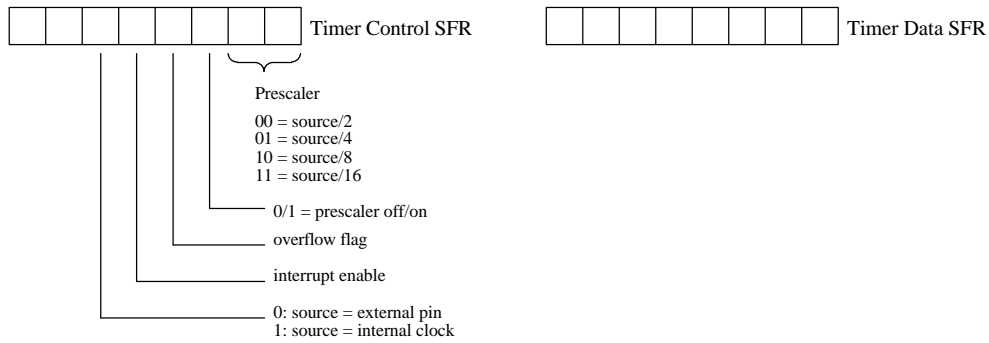 Timer Control SFR
Timer Data SFR
Prescaler
00 = source/2
01 = source/4
10 = source/8
11 = source/16
0/1 = prescaler off/on
overflow flag
interrupt enable
0: source = external pin
1: source = internal clock